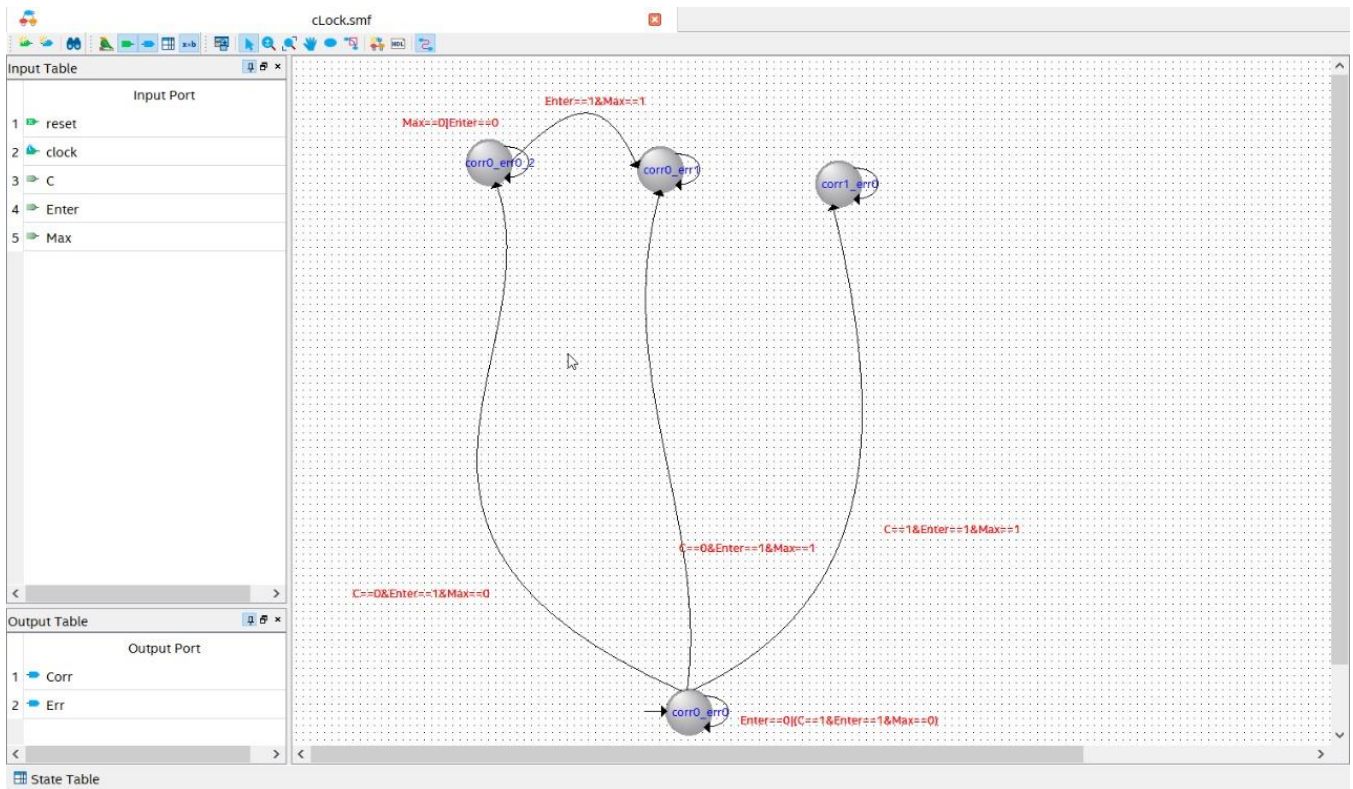 cLock.smf
Input Table
Input Port
1 reset
2 clock
3 C
4 Enter
5 Max
Output Table
Output Port
1 Corr
2 Err
State Table
Enter==1&Max==1
Max==0|Enter==0
corr0_err0_2
corr0_err1
corr1_err0
C==1&Enter==1&Max==1
C==0&Enter==1&Max==1
C==0&Enter==1&Max==0
corr0_err0
Enter==0|(C==1&Enter==1&Max==0)